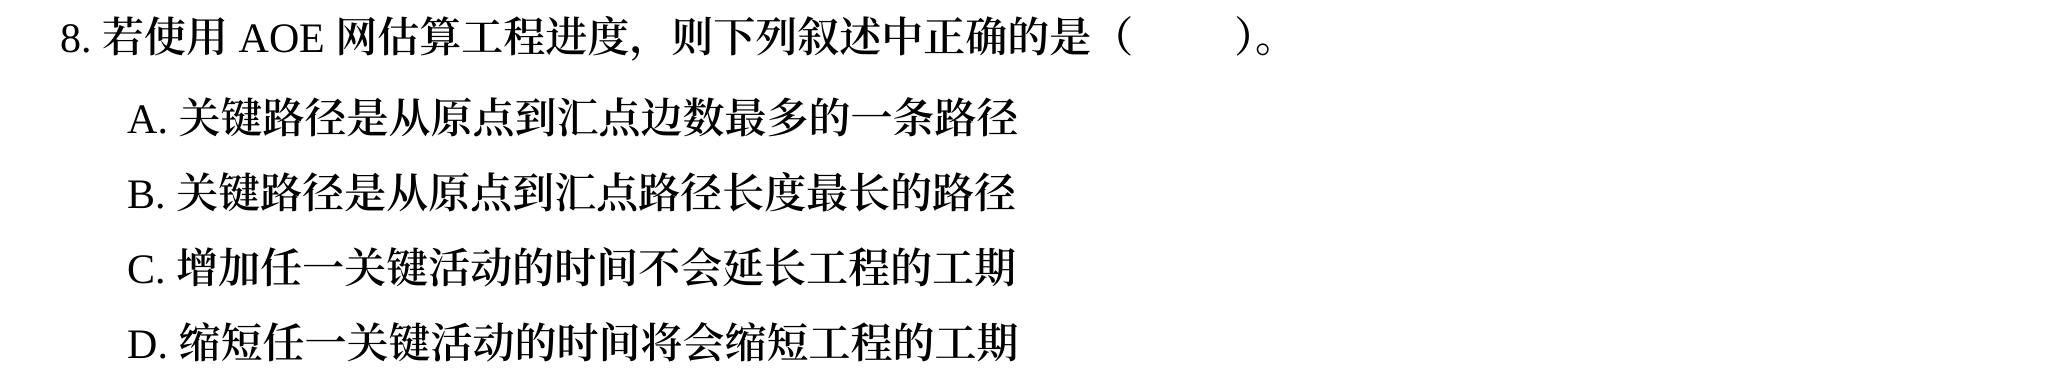 8. 若使用 AOE 网估算工程进度，则下列叙述中正确的是（　　）。
A. 关键路径是从原点到汇点边数最多的一条路径
B. 关键路径是从原点到汇点路径长度最长的路径
C. 增加任一关键活动的时间不会延长工程的工期
D. 缩短任一关键活动的时间将会缩短工程的工期